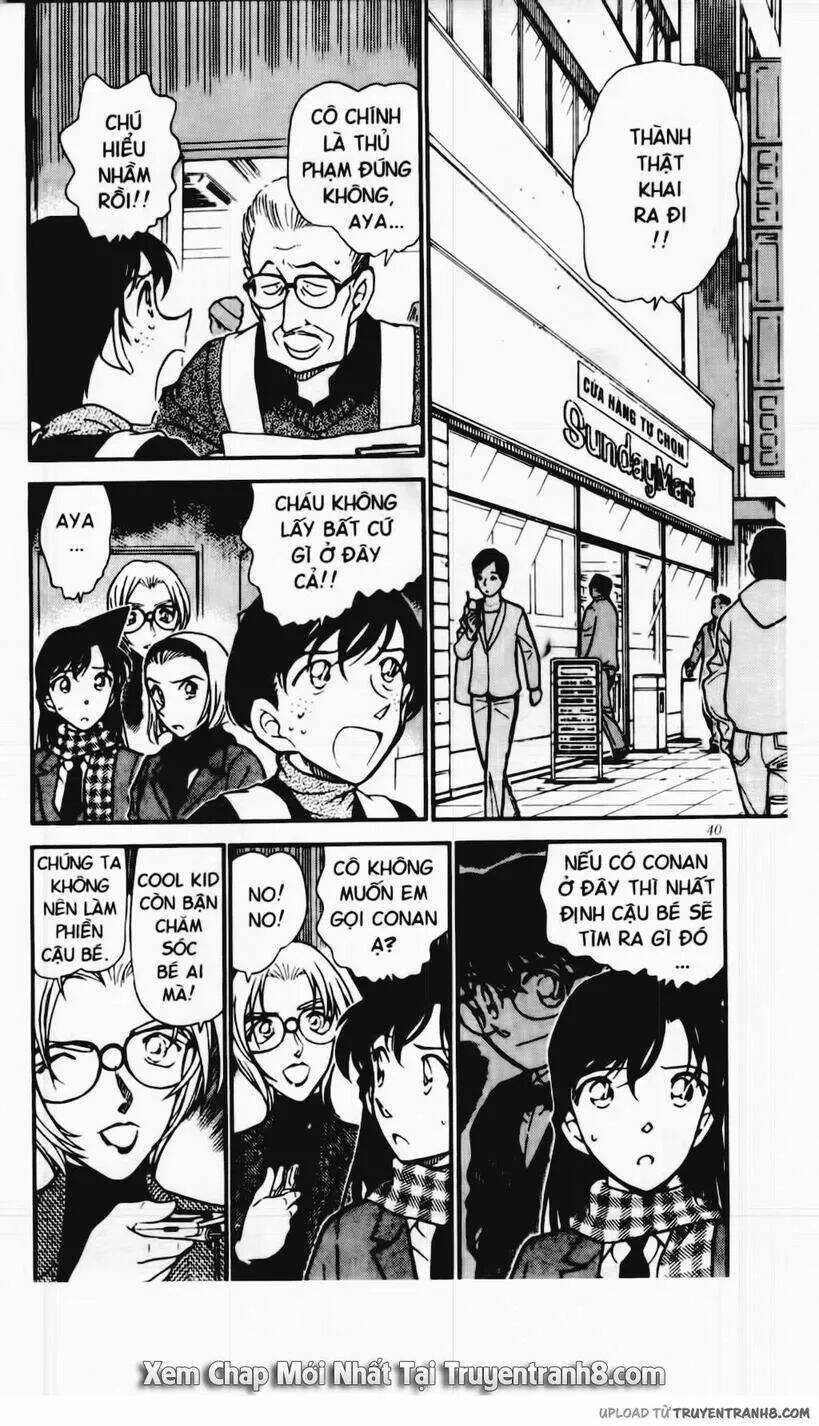 THÀNH
THẬT
KHAI
RA ĐI
!!
CỬA HÀNG TỰ CHỌN
SundayMart
CÔ CHÍNH
LÀ THỦ
PHẠM ĐÚNG
KHÔNG,
AYA...
CHÚ
HIỂU
NHẦM
RỒI!!
CHÁU KHÔNG
LẤY BẤT CỨ
GÌ Ở ĐÂY
CẢ!!
AYA
...
40
NẾU CÓ CONAN
Ở ĐÂY THÌ NHẤT
ĐỊNH CẬU BÉ SẼ
TÌM RA GÌ ĐÓ
...
CÔ KHÔNG
MUỐN EM
GỌI CONAN
Ạ?
NO!
NO!
COOL KID
CÒN BẬN
CHĂM
SÓC
BÉ AI
MÀ!
CHÚNG TA
KHÔNG
NÊN LÀM
PHIỀN
CẬU BÉ.
Xem Chap Mới Nhất Tại Truyentranh8.com
UPLOAD TỪ TRUYENTRANH8.COM